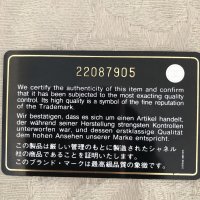 22087905
We certify the authenticity of this item and confirm
that it has been subjected to the most exacting quality
control. Its high quality is a symbol of the fine reputation
of the Trademark.
Wir bestätigen, dass es sich um einen Artikel handelt,
der während seiner Herstellung strengsten Kontrollen
unterworfen war, und dessen erstklassige Qualität
dem hohen Ansehen unserer Marke entspricht.
この製品は厳しい管理のもとに製造されたシャネル
社の商品であることを証明いたします。
このブランド・マークは最高級品質の象徴です。